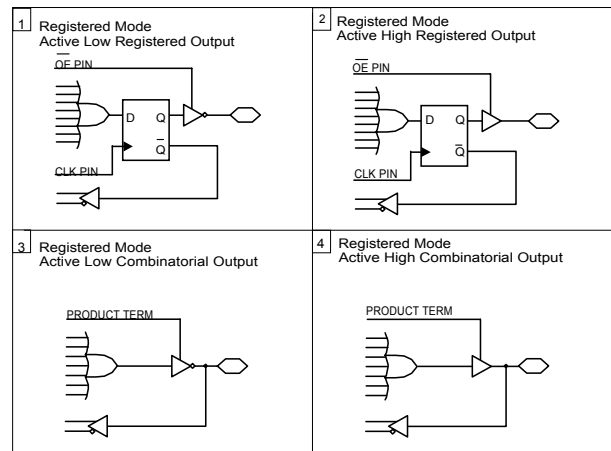 1
Registered Mode
Active Low Registered Output
OE PIN
D Q
Q
CLK PIN
2
Registered Mode
Active High Registered Output
OE PIN
D Q
Q
CLK PIN
3
Registered Mode
Active Low Combinatorial Output
PRODUCT TERM
4
Registered Mode
Active High Combinatorial Output
PRODUCT TERM